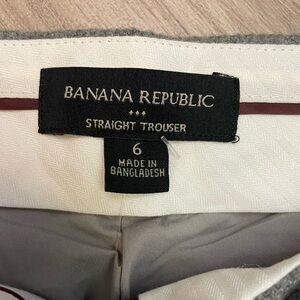 BANANA REPUBLIC
STRAIGHT TROUSER
6
MADE IN
BANGLADESH